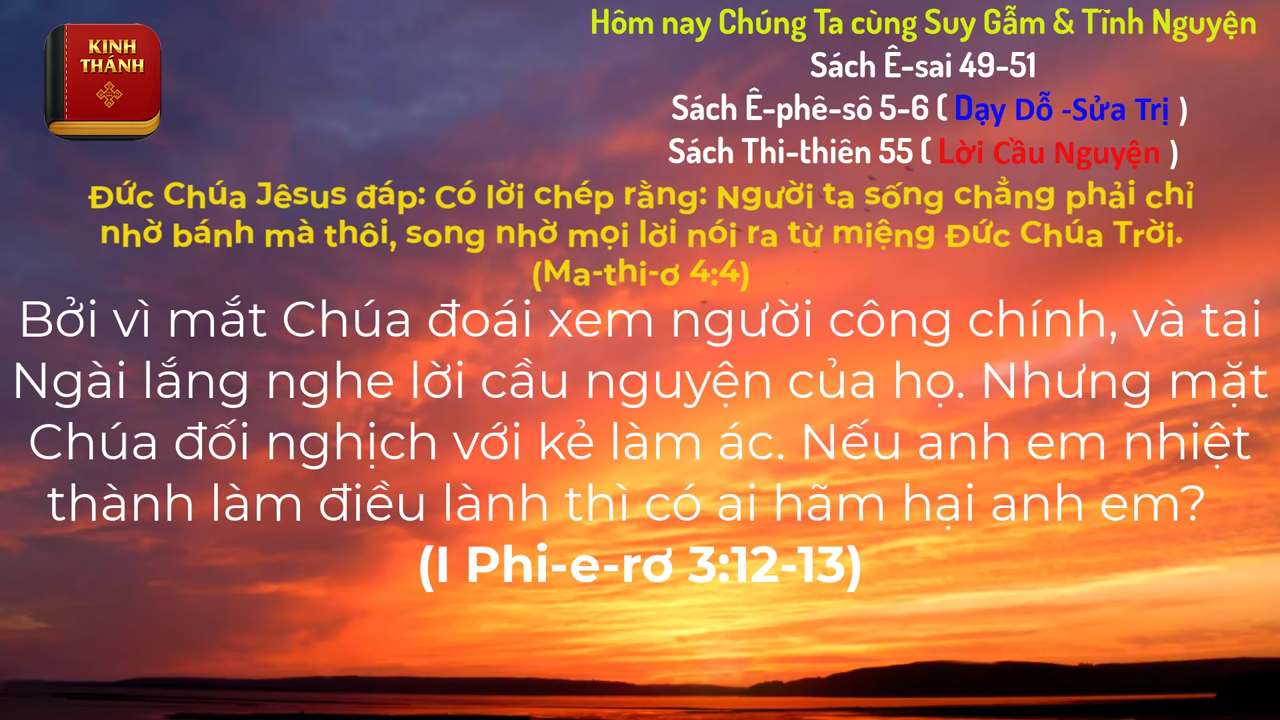 KINH
THÁNH
Hôm nay Chúng Ta cùng Suy Gẫm & Tĩnh Nguyện
Sách Ê-sai 49-51
Sách Ê-phê-sô 5-6 ( Dạy Dỗ -Sửa Trị )
Sách Thi-thiên 55 ( Lời Cầu Nguyện )
Đức Chúa Jêsus đáp: Có lời chép rằng: Người ta sống chẳng phải chỉ
nhờ bánh mà thôi, song nhờ mọi lời nói ra từ miệng Đức Chúa Trời.
(Ma-thi-ơ 4:4)
Bởi vì mắt Chúa đoái xem người công chính, và tai
Ngài lắng nghe lời cầu nguyện của họ. Nhưng mặt
Chúa đối nghịch với kẻ làm ác. Nếu anh em nhiệt
thành làm điều lành thì có ai hãm hại anh em?
(I Phi-e-rơ 3:12-13)